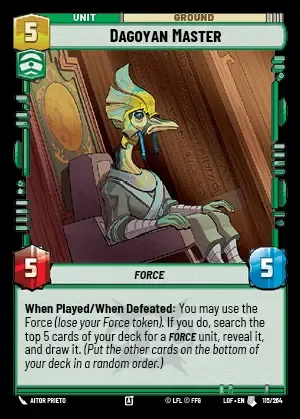 UNIT GROUND
5 DAGOYAN MASTER
5 5
FORCE
When Played/When Defeated: You may use the
Force (lose your Force token). If you do, search the
top 5 cards of your deck for a FORCE unit, reveal it,
and draw it. (Put the other cards on the bottom of
your deck in a random order.)
AITOR PRIETO A © LFL © FFG LOF • EN 115/264